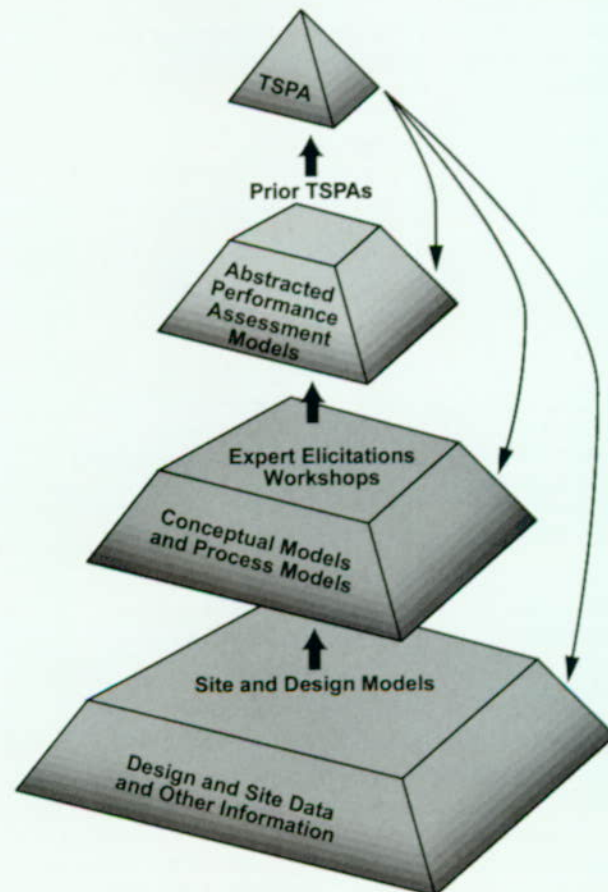 TSPA
Prior TSPAs
Abstracted
Performance
Assessment
Models
Expert Elicitations
Workshops
Conceptual Models
and Process Models
Site and Design Models
Design and Site Data
and Other Information